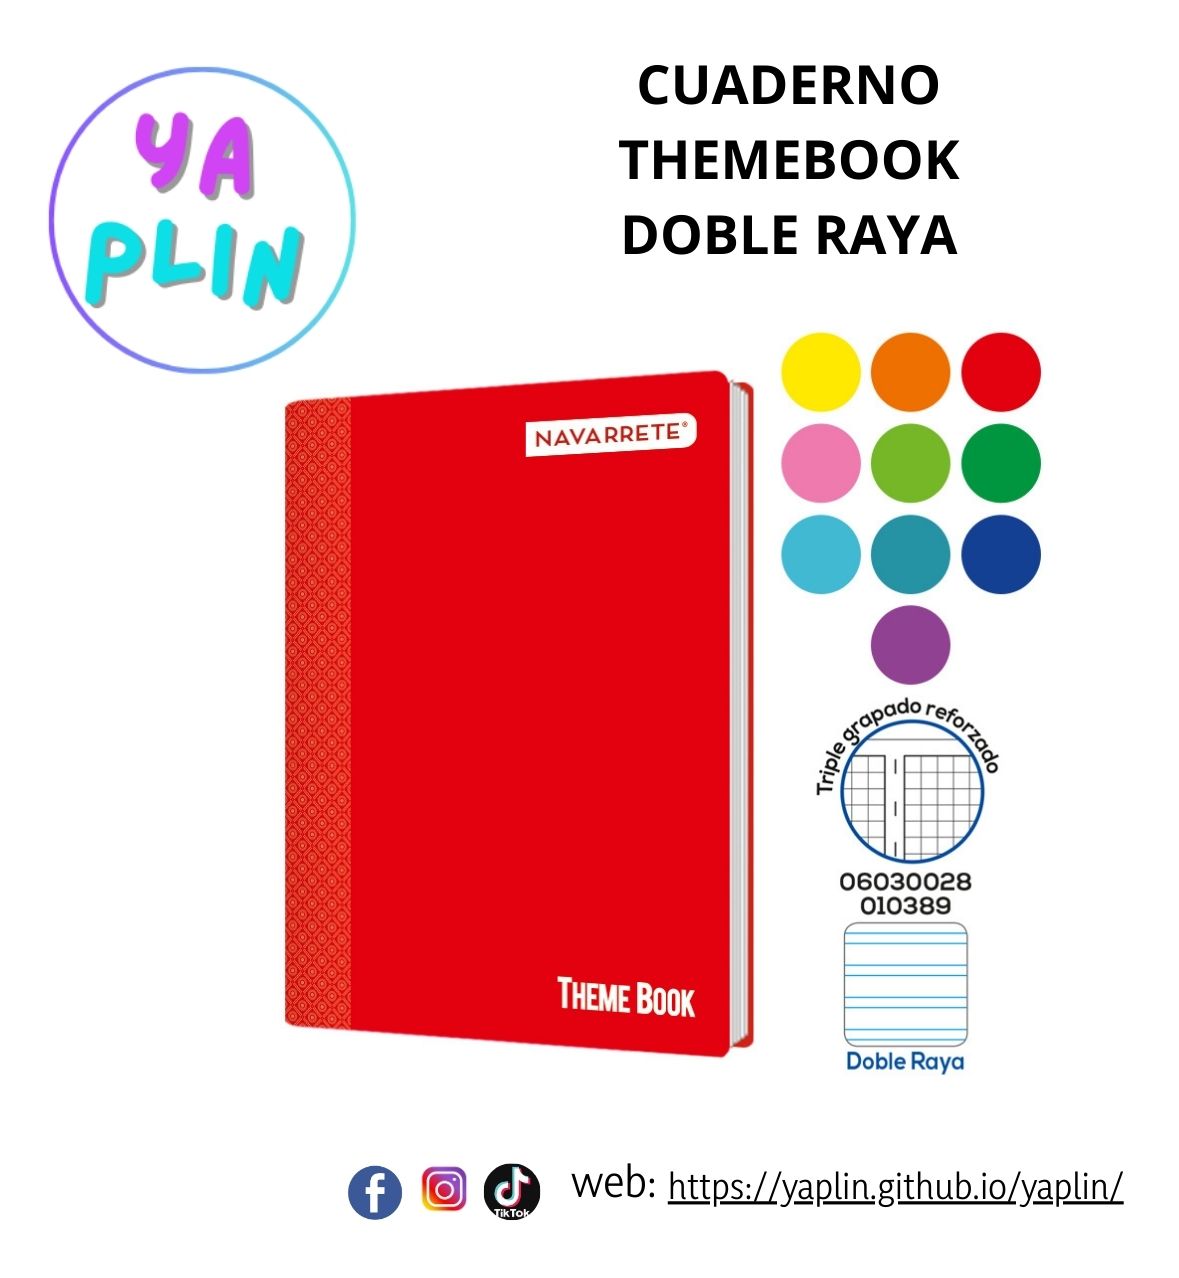 YA
PLIN
CUADERNO
THEMEBOOK
DOBLE RAYA
NAVARRETE®
THEME BOOK
Triple grapado reforzado
06030028
010389
Doble Raya
TikTok
web: https://yaplin.github.io/yaplin/